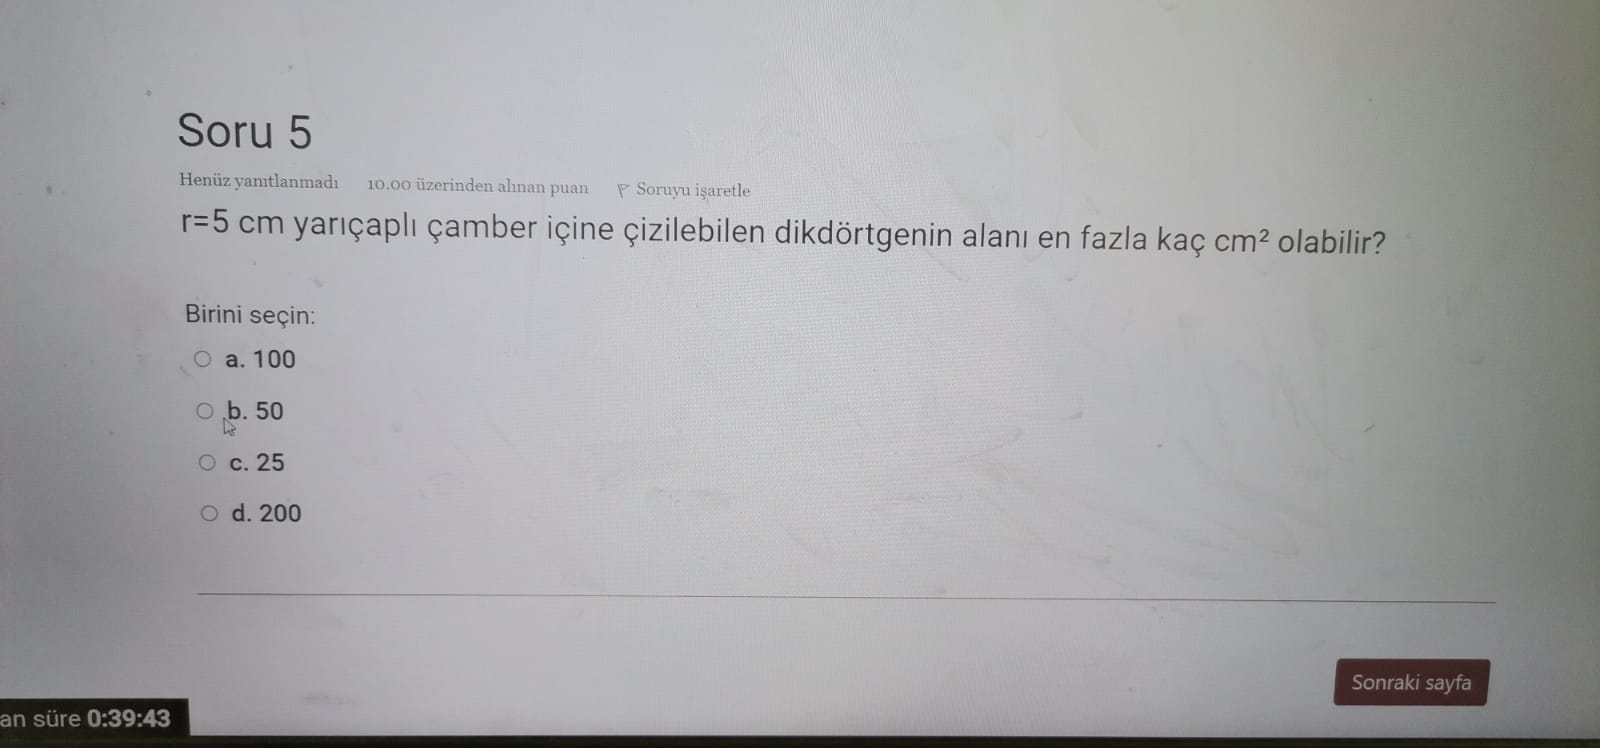 Soru 5
Henüz yanıtlanmadı 10.00 üzerinden alınan puan Soruyu işaretle
r=5 cm yarıçaplı çamber içine çizilebilen dikdörtgenin alanı en fazla kaç cm² olabilir?
Birini seçin:
a. 100
b. 50
c. 25
d. 200
Sonraki sayfa
an süre 0:39:43